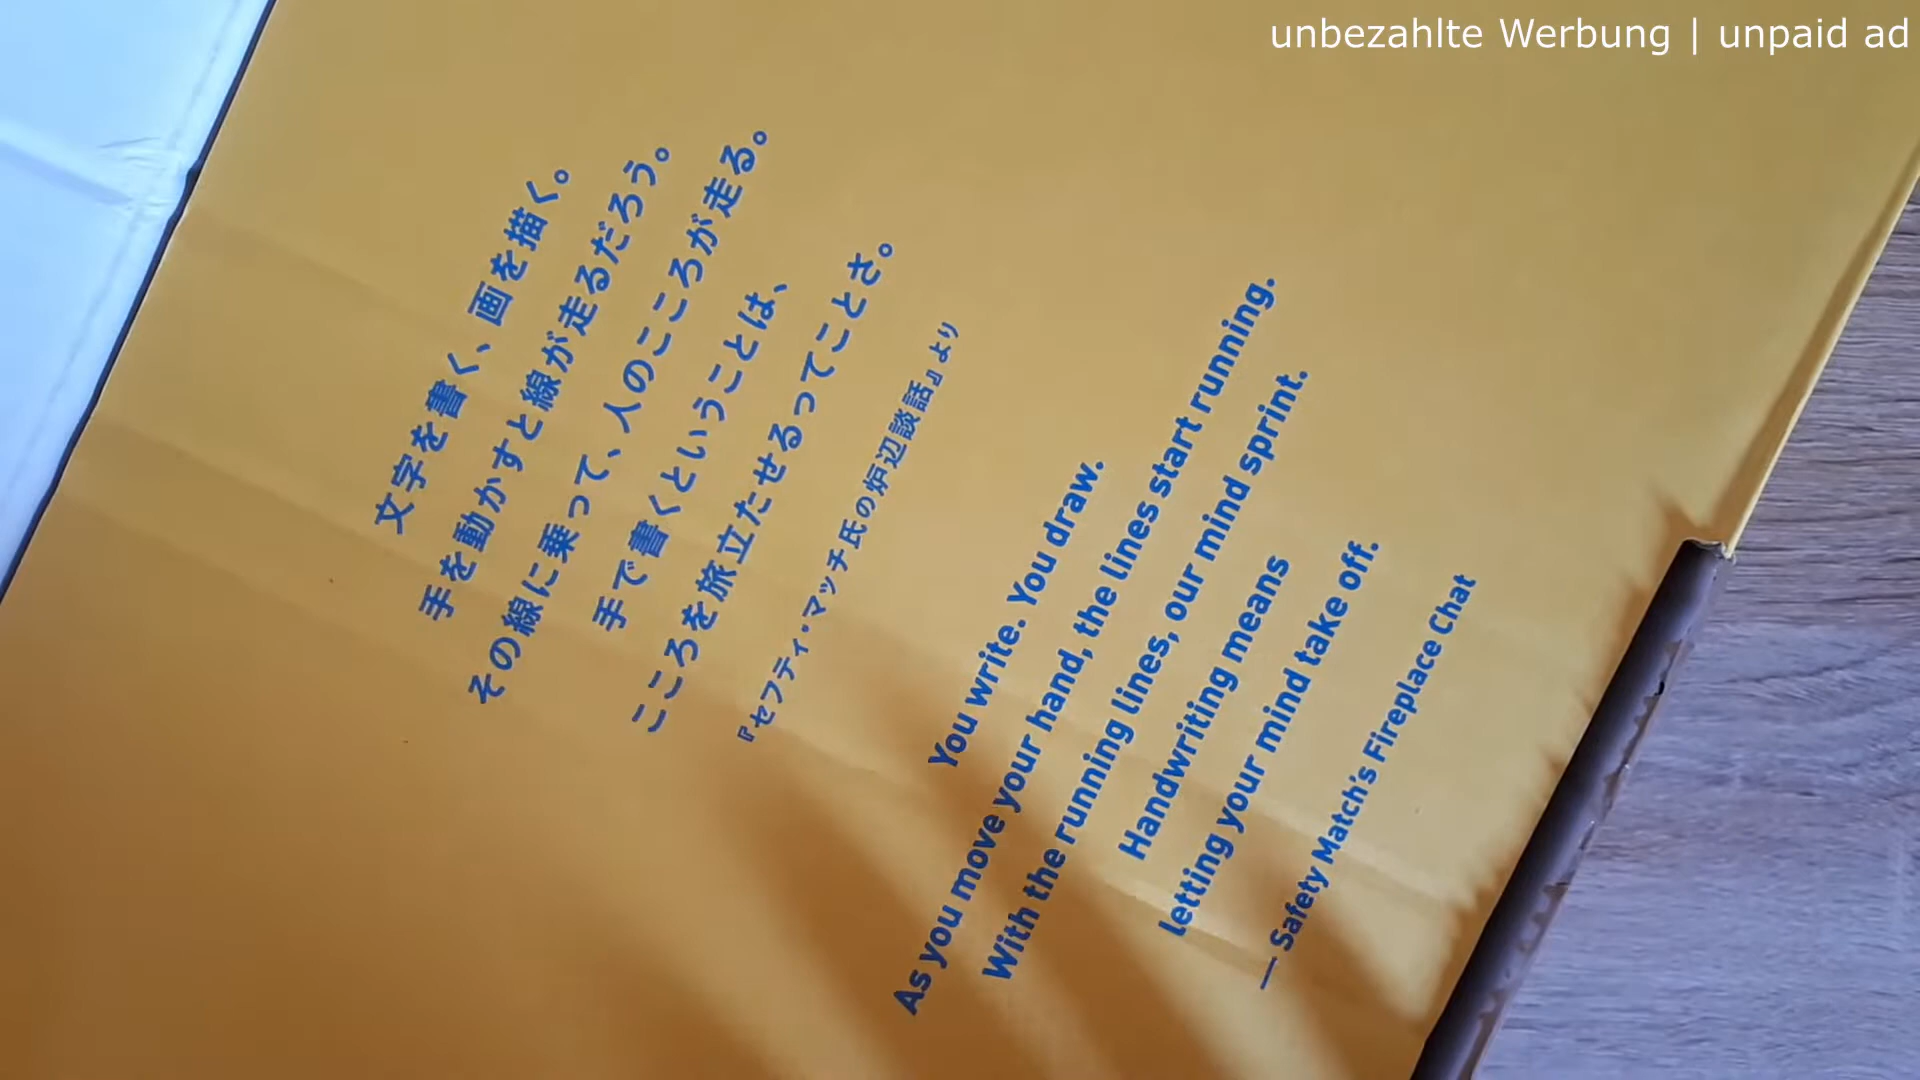 unbezahlte Werbung | unpaid ad
文字を書く、画を描く。
手を動かすと線が走るだろう。
その線に乗って、人のこころが走る。
手で書くということは、
こころを旅立たせるってことさ。
『セフティ・マッチ氏の炉辺談話』より
You write. You draw.
As you move your hand, the lines start running.
With the running lines, our mind sprint.
Handwriting means
letting your mind take off.
— Safety Match's Fireplace Chat